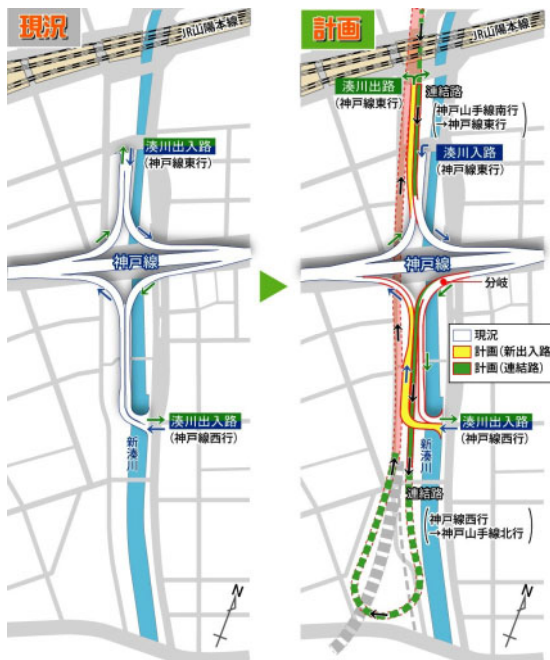 現況
JR山陽本線
湊川出入路
(神戸線東行)
神戸線
湊川出入路
(神戸線西行)
新湊川
N
計画
JR山陽本線
湊川出路
(神戸線東行)
連結路
(神戸山手線南行
→神戸線東行)
湊川入路
(神戸線東行)
神戸線
分岐
現況
計画(新出入路)
計画(連結路)
湊川出入路
(神戸線西行)
新湊川
連結路
(神戸線西行
→神戸山手線北行)
N